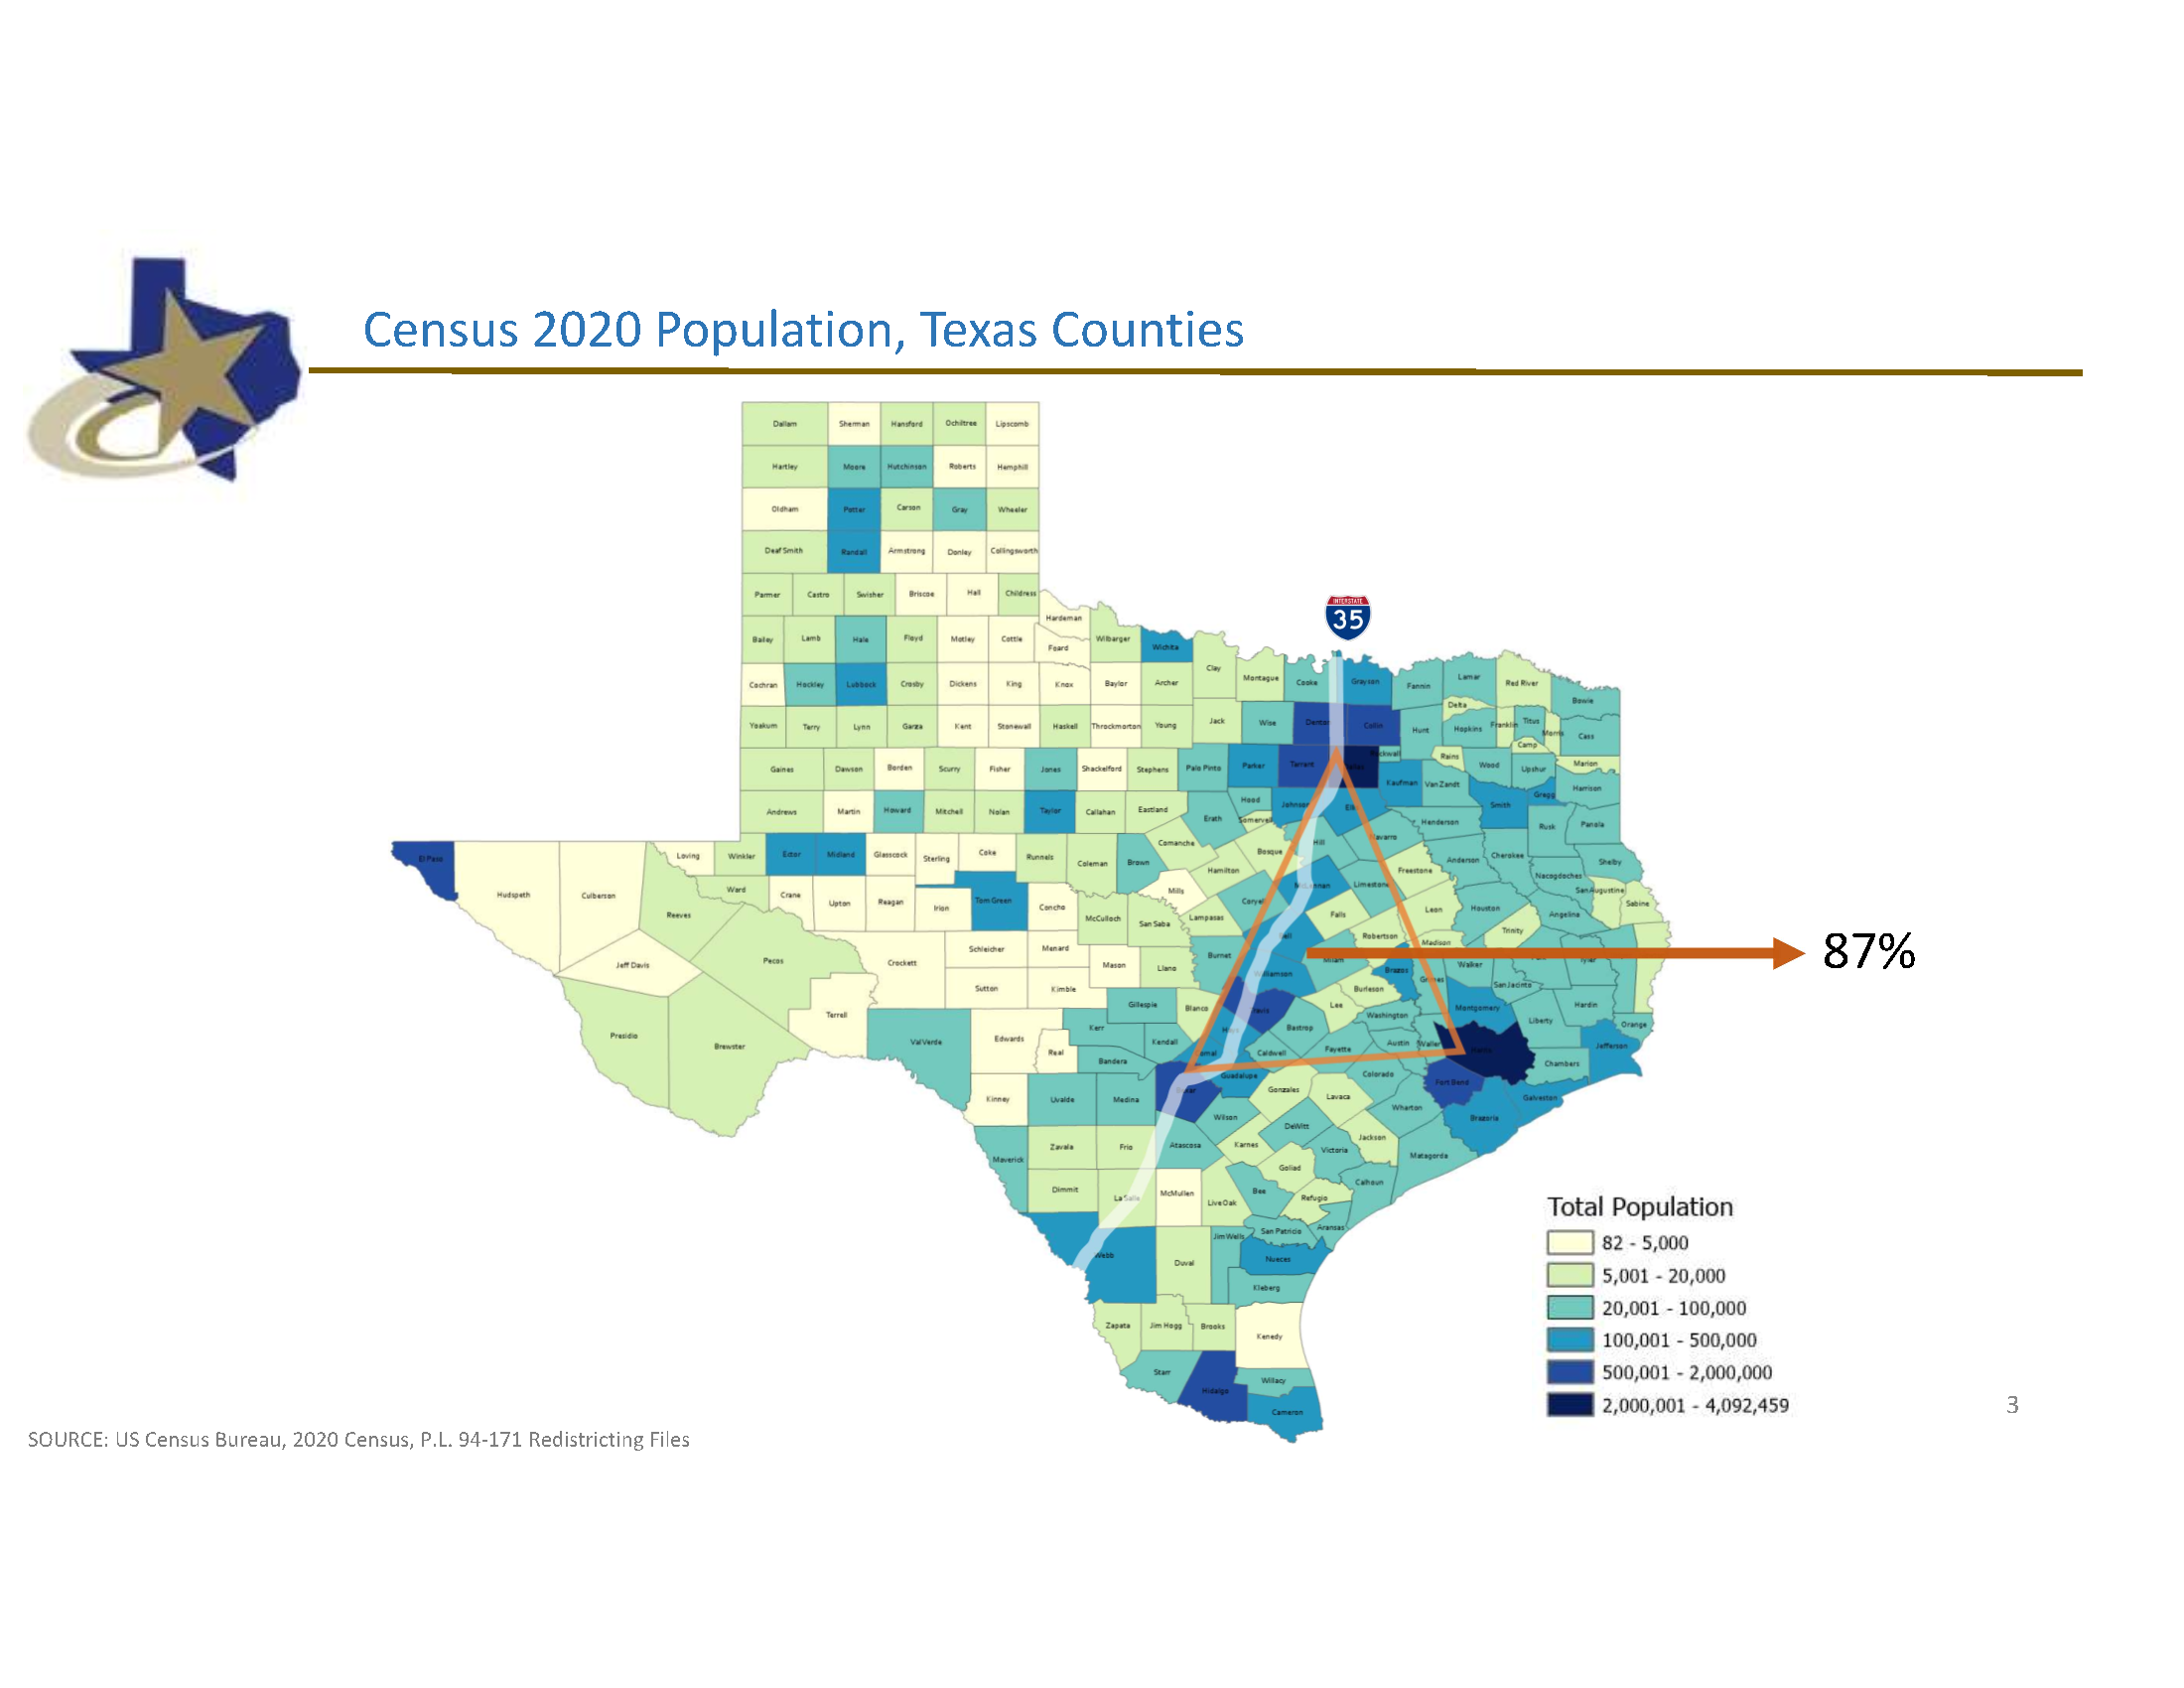 Census 2020 Population, Texas Counties
Dallam Sherman Hansford Ochiltree Lipscomb
Hartley Moore Hutchinson Roberts Hemphill
Oldham Potter Carson Gray Wheeler
Deaf Smith Randall Armstrong Donley Collingsworth
Parmer Castro Swisher Briscoe Hall Childress
INTERSTATE
35
Hardeman
Bailey Lamb Hale Floyd Motley Cottle Foard Wilbarger Wichita
Clay Montague Cooke Grayson Fannin Lamar Red River Bowie
Cochran Hockley Lubbock Crosby Dickens King Knox Baylor Archer
Delta
Yoakum Terry Lynn Garza Kent Stonewall Haskell Throckmorton Young Jack Wise Denton Collin Hunt Hopkins Franklin Titus Morris Cass
Camp
Gaines Dawson Borden Scurry Fisher Jones Shackelford Stephens Palo Pinto Parker Tarrant Rains Wood Upshur Marion
Kaufman Van Zandt Smith Gregg Harrison
Andrews Martin Howard Mitchell Nolan Taylor Callahan Eastland Erath Hood Johnson
Somervell Henderson Rusk Panola
El Paso Hudspeth Culberson Loving Winkler Ector Midland Glasscock Sterling Coke Runnels Coleman Brown Comanche Bosque Hill Navarro
Hamilton Freestone Anderson Cherokee Shelby
Reeves Ward Crane Upton Reagan Irion Tom Green Concho Mills Limestone Nacogdoches San Augustine Sabine
McCulloch San Saba Lampasas Falls Leon Houston Angelina
Jeff Davis Pecos Crockett Schleicher Menard Robertson Madison Trinity
Mason Llano Burnet Milam
87%
Sutton Kimble Brazos Walker
Burleson San Jacinto
Presidio Brewster Terrell Val Verde Edwards Gillespie Blanco Lee Washington Montgomery Hardin
Kerr Real Kendall Bandera Bastrop Austin Waller Liberty Orange
Caldwell Fayette Jefferson
Guadalupe Colorado Chambers
Kinney Uvalde Medina Gonzales Lavaca Fort Bend Galveston
Wilson Wharton Brazoria
Maverick Zavala Frio Atascosa Karnes DeWitt Victoria Jackson Matagorda
Dimmit La Salle McMullen Live Oak Bee Goliad Refugio Calhoun
Webb Duval Jim Wells San Patricio Aransas
Nueces
Kleberg
Zapata Jim Hogg Brooks Kenedy
Starr Hidalgo Willacy
Cameron
Total Population
82 - 5,000
5,001 - 20,000
20,001 - 100,000
100,001 - 500,000
500,001 - 2,000,000
2,000,001 - 4,092,459
3
SOURCE: US Census Bureau, 2020 Census, P.L. 94-171 Redistricting Files